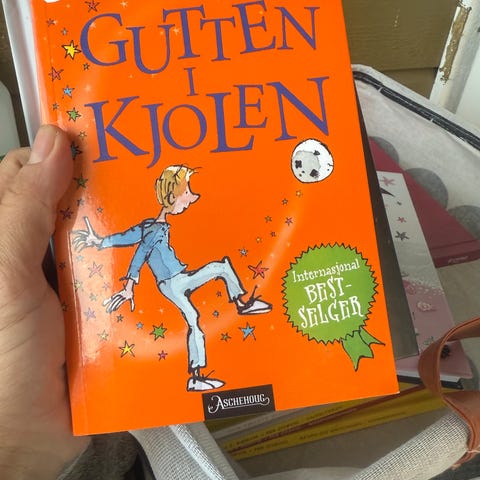 GUTTEN
I
KJOLEN
Internasjonal
BEST-
SELGER
ASCHEHOUG